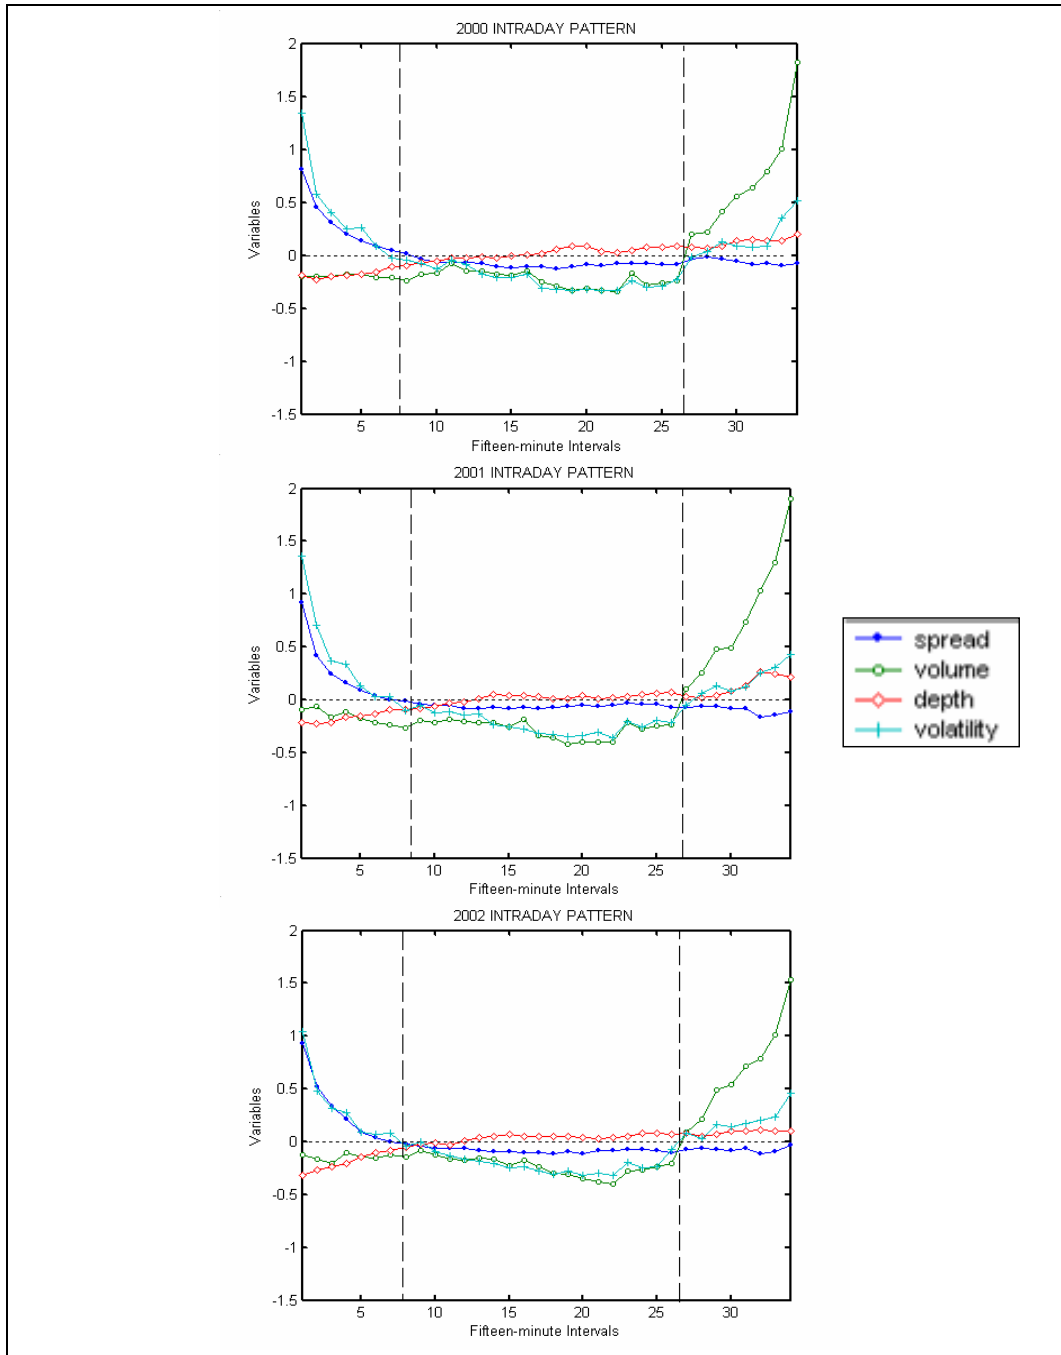 2000 INTRADAY PATTERN
2
1.5
1
0.5
0
-0.5
-1
-1.5
Variables
5 10 15 20 25 30
Fifteen-minute Intervals
2001 INTRADAY PATTERN
2
1.5
1
0.5
0
-0.5
-1
-1.5
Variables
5 10 15 20 25 30
Fifteen-minute Intervals
spread
volume
depth
volatility
2002 INTRADAY PATTERN
2
1.5
1
0.5
0
-0.5
-1
-1.5
Variables
5 10 15 20 25 30
Fifteen-minute Intervals